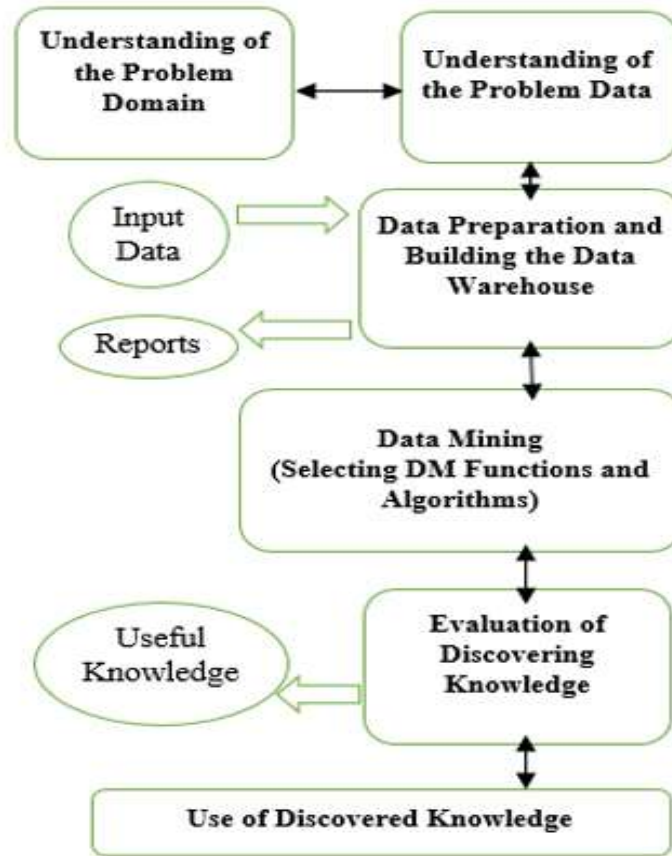 Understanding of
the Problem
Domain
Understanding of
the Problem Data
Input
Data
Data Preparation and
Building the Data
Warehouse
Reports
Data Mining
(Selecting DM Functions and
Algorithms)
Evaluation of
Discovering
Knowledge
Useful
Knowledge
Use of Discovered Knowledge